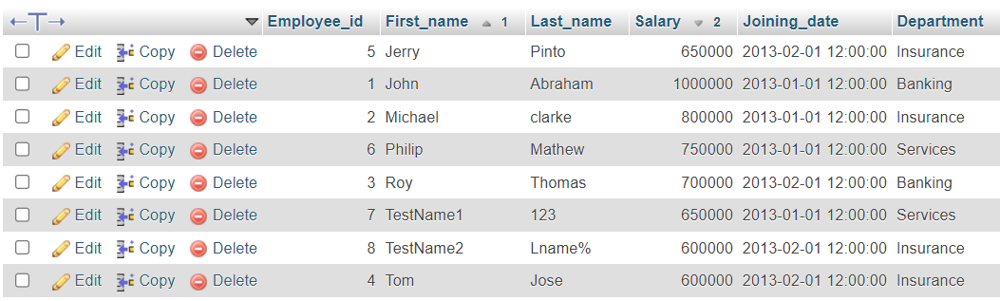 Employee_id First_name 1 Last_name Salary 2 Joining_date Department
Edit Copy Delete 5 Jerry Pinto 650000 2013-02-01 12:00:00 Insurance
Edit Copy Delete 1 John Abraham 1000000 2013-01-01 12:00:00 Banking
Edit Copy Delete 2 Michael clarke 800000 2013-01-01 12:00:00 Insurance
Edit Copy Delete 6 Philip Mathew 750000 2013-01-01 12:00:00 Services
Edit Copy Delete 3 Roy Thomas 700000 2013-02-01 12:00:00 Banking
Edit Copy Delete 7 TestName1 123 650000 2013-01-01 12:00:00 Services
Edit Copy Delete 8 TestName2 Lname% 600000 2013-02-01 12:00:00 Insurance
Edit Copy Delete 4 Tom Jose 600000 2013-02-01 12:00:00 Insurance